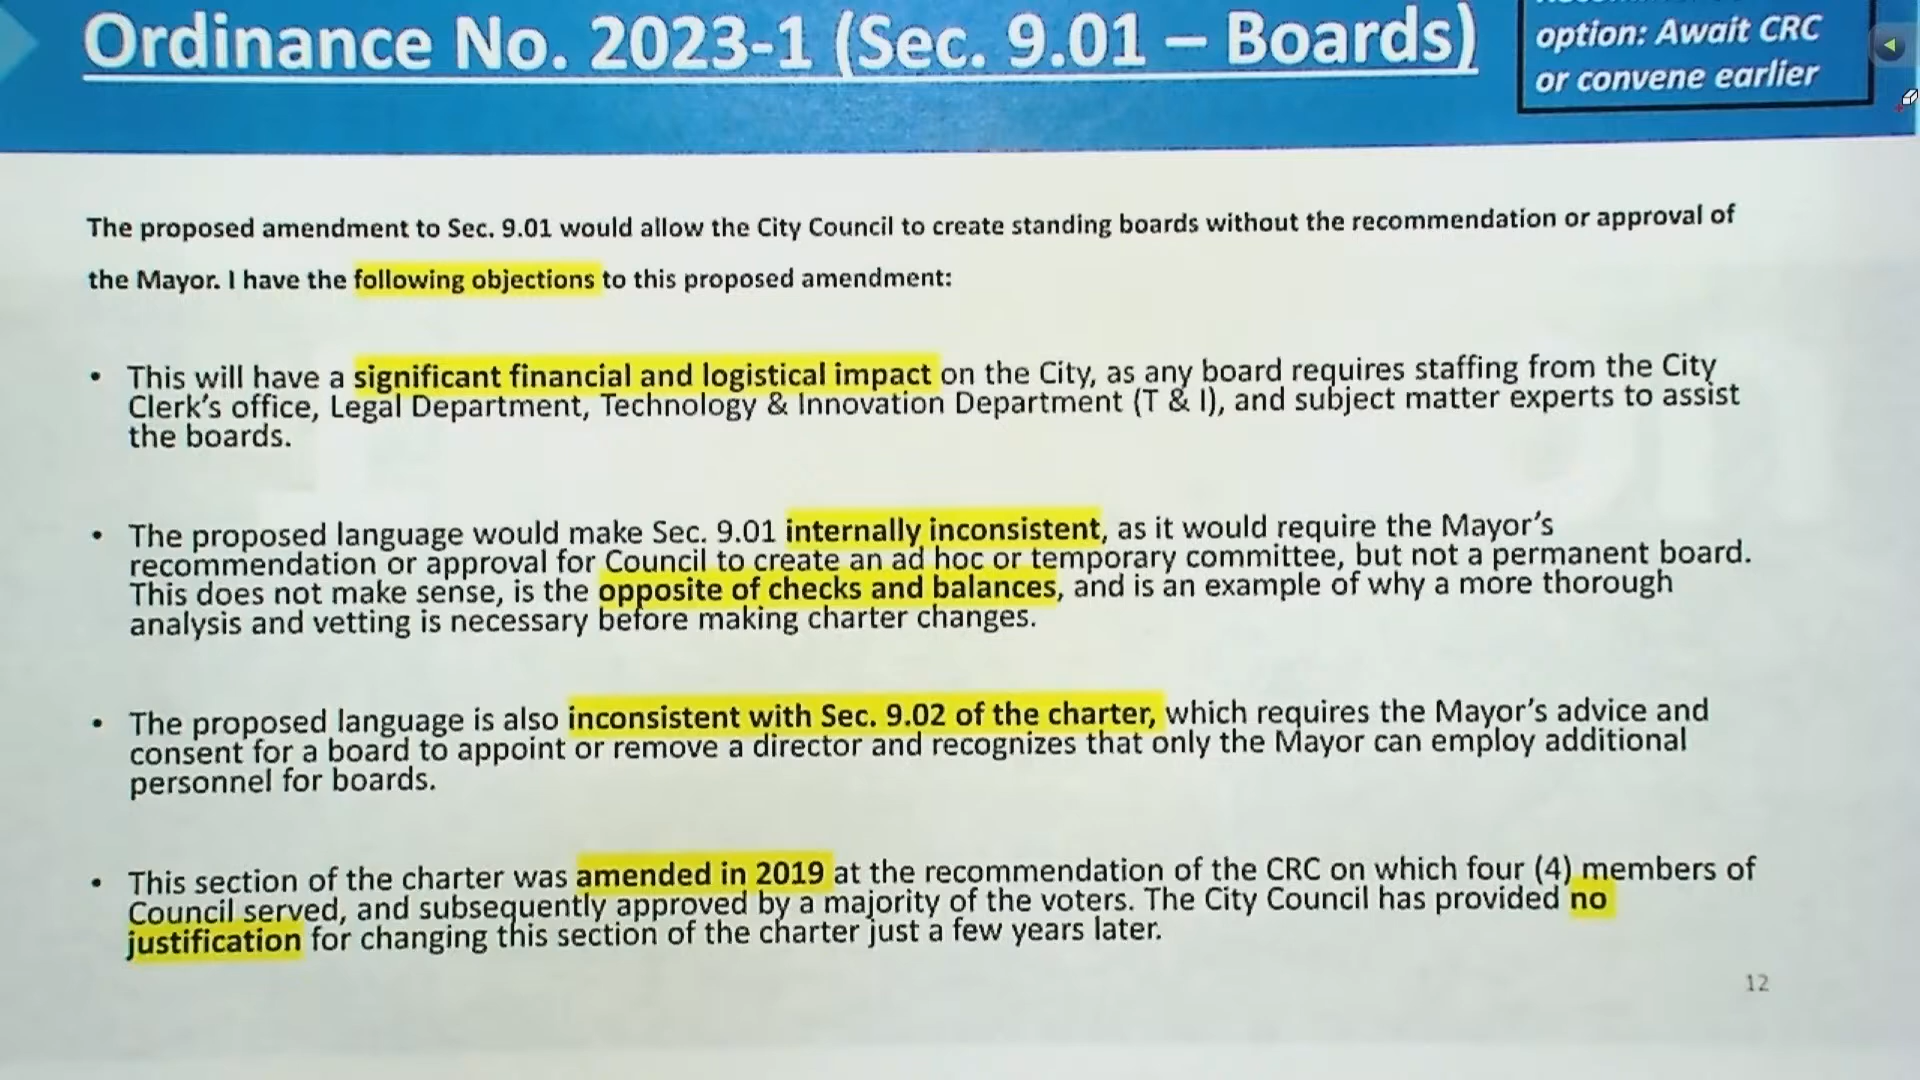 Ordinance No. 2023-1 (Sec. 9.01 – Boards)
option: Await CRC
or convene earlier
The proposed amendment to Sec. 9.01 would allow the City Council to create standing boards without the recommendation or approval of
the Mayor. I have the following objections to this proposed amendment:
• This will have a significant financial and logistical impact on the City, as any board requires staffing from the City
Clerk's office, Legal Department, Technology & Innovation Department (T & I), and subject matter experts to assist
the boards.
• The proposed language would make Sec. 9.01 internally inconsistent, as it would require the Mayor's
recommendation or approval for Council to create an ad hoc or temporary committee, but not a permanent board.
This does not make sense, is the opposite of checks and balances, and is an example of why a more thorough
analysis and vetting is necessary before making charter changes.
• The proposed language is also inconsistent with Sec. 9.02 of the charter, which requires the Mayor's advice and
consent for a board to appoint or remove a director and recognizes that only the Mayor can employ additional
personnel for boards.
• This section of the charter was amended in 2019 at the recommendation of the CRC on which four (4) members of
Council served, and subsequently approved by a majority of the voters. The City Council has provided no
justification for changing this section of the charter just a few years later.
12